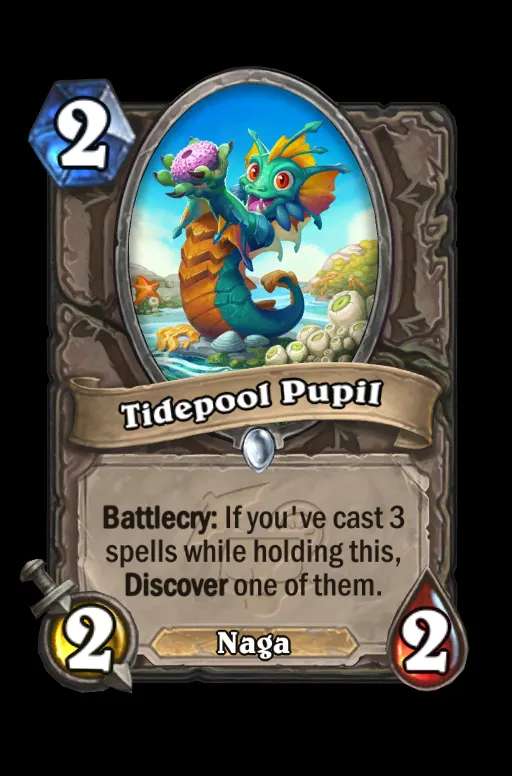 2
Tidepool Pupil
Battlecry: If you've cast 3
spells while holding this,
Discover one of them.
2
Naga
2